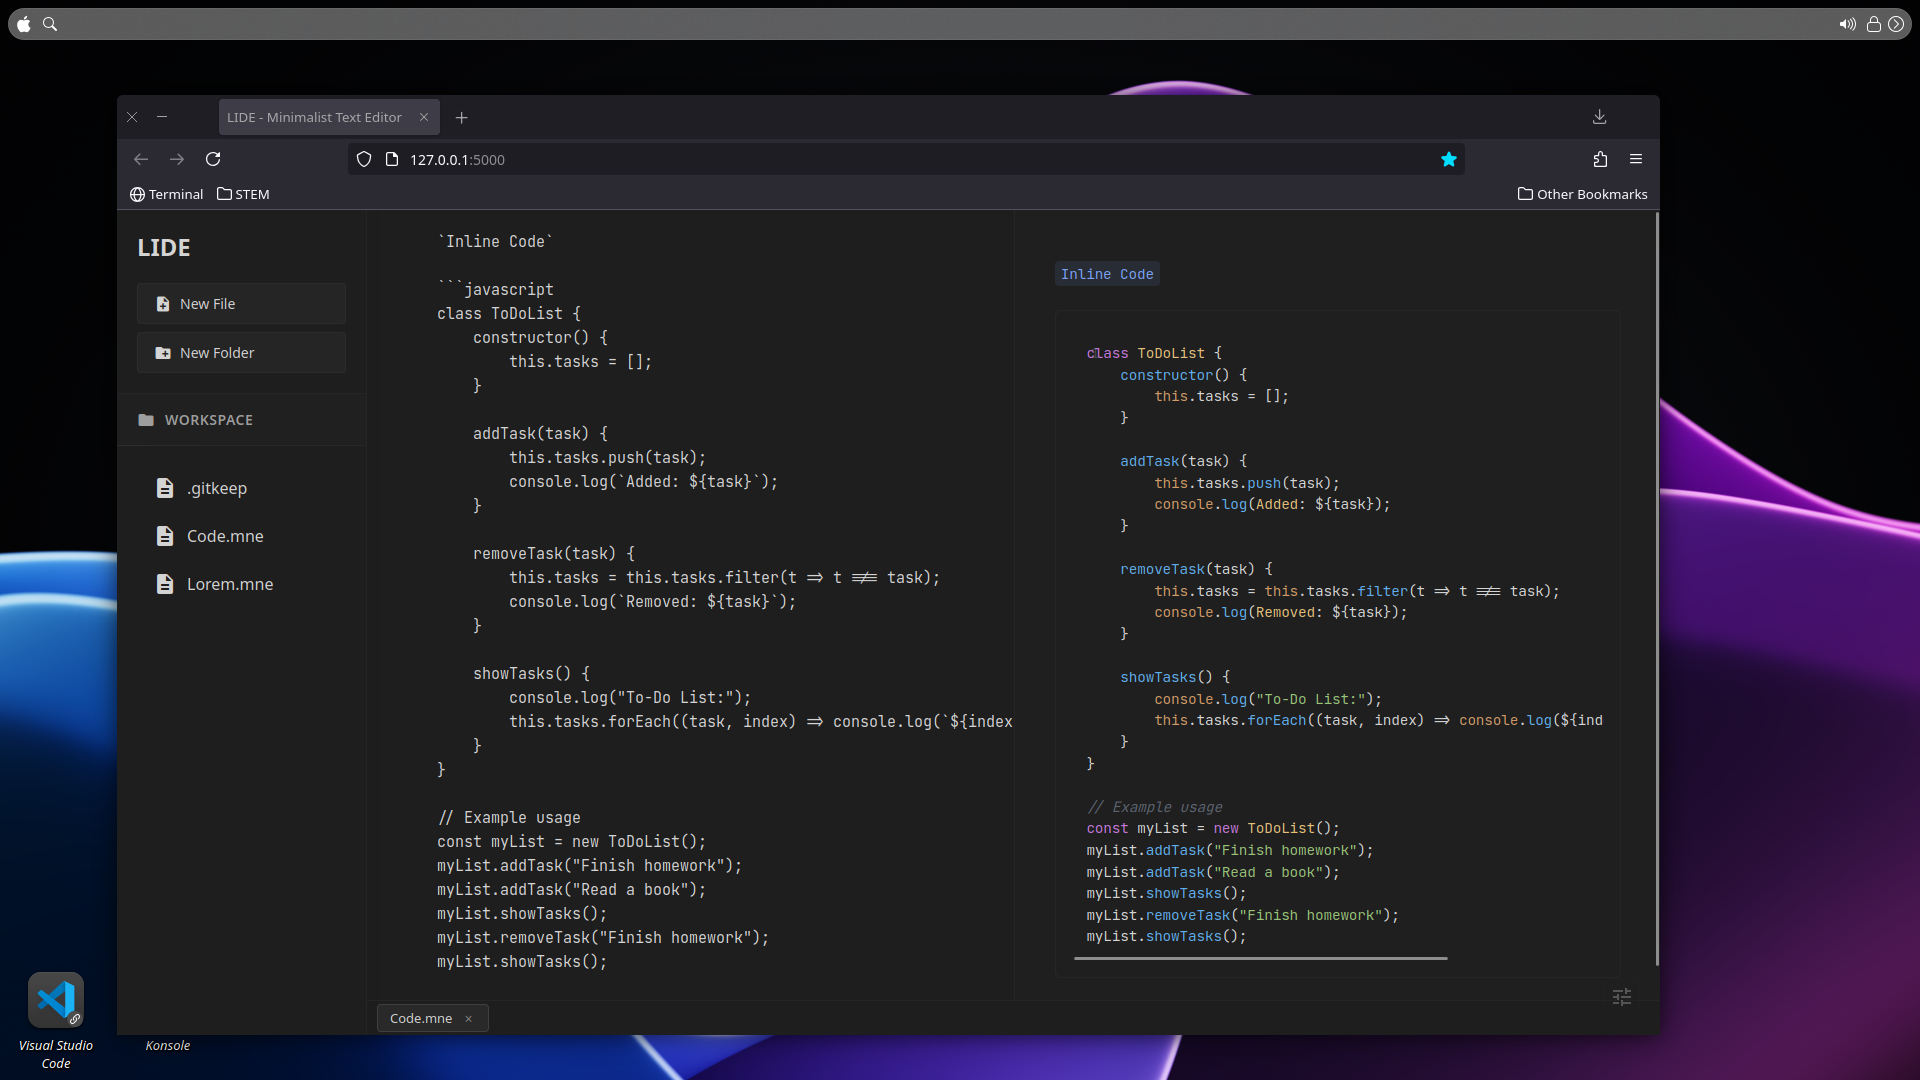 LIDE - Minimalist Text Editor
127.0.0.1:5000
Terminal
STEM
Other Bookmarks
LIDE
New File
New Folder
WORKSPACE
.gitkeep
Code.mne
Lorem.mne
`Inline Code`
```javascript
class ToDoList {
    constructor() {
        this.tasks = [];
    }
    addTask(task) {
        this.tasks.push(task);
        console.log(`Added: ${task}`);
    }
    removeTask(task) {
        this.tasks = this.tasks.filter(t => t !== task);
        console.log(`Removed: ${task}`);
    }
    showTasks() {
        console.log("To-Do List:");
        this.tasks.forEach((task, index) => console.log(`${index
    }
}
// Example usage
const myList = new ToDoList();
myList.addTask("Finish homework");
myList.addTask("Read a book");
myList.showTasks();
myList.removeTask("Finish homework");
myList.showTasks();
Inline Code
class ToDoList {
    constructor() {
        this.tasks = [];
    }
    addTask(task) {
        this.tasks.push(task);
        console.log(Added: ${task});
    }
    removeTask(task) {
        this.tasks = this.tasks.filter(t => t !== task);
        console.log(Removed: ${task});
    }
    showTasks() {
        console.log("To-Do List:");
        this.tasks.forEach((task, index) => console.log(${ind
    }
}
// Example usage
const myList = new ToDoList();
myList.addTask("Finish homework");
myList.addTask("Read a book");
myList.showTasks();
myList.removeTask("Finish homework");
myList.showTasks();
Code.mne
Visual Studio
Code
Konsole